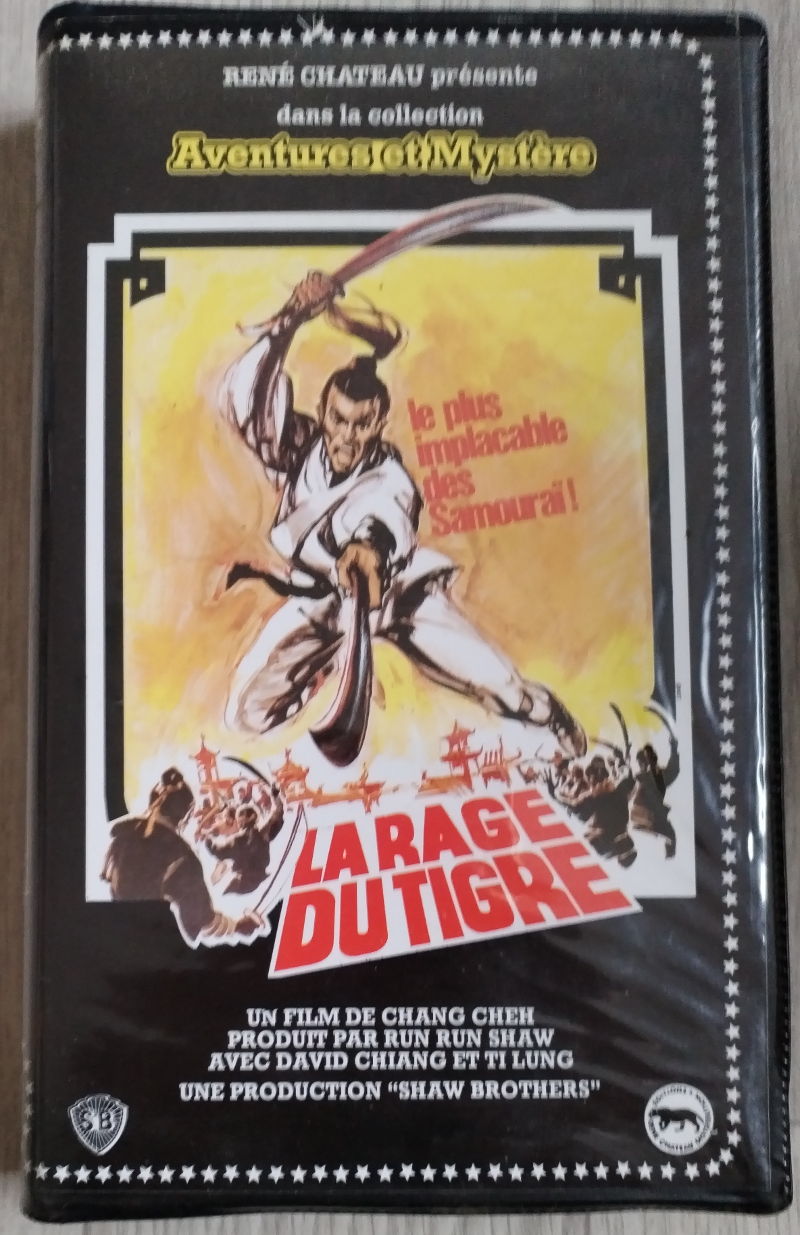 RENÉ CHATEAU présente
dans la collection
Aventures et Mystère
le plus
implacable
des
Samouraï !
LA RAGE
DU TIGRE
UN FILM DE CHANG CHEH
PRODUIT PAR RUN RUN SHAW
AVEC DAVID CHIANG ET TI LUNG
UNE PRODUCTION "SHAW BROTHERS"
SB